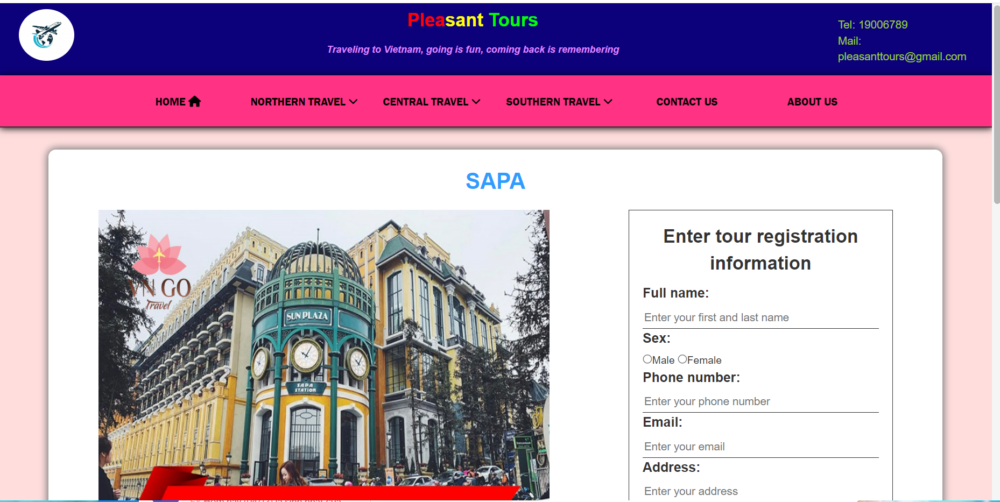 Pleasant Tours
Traveling to Vietnam, going is fun, coming back is remembering
Tel: 19006789
Mail:
pleasanttours@gmail.com
HOME
NORTHERN TRAVEL
CENTRAL TRAVEL
SOUTHERN TRAVEL
CONTACT US
ABOUT US
SAPA
VN GO
Travel
SUN PLAZA
SAPA
STATION
Enter tour registration
information
Full name:
Enter your first and last name
Sex:
Male Female
Phone number:
Enter your phone number
Email:
Enter your email
Address:
Enter your address